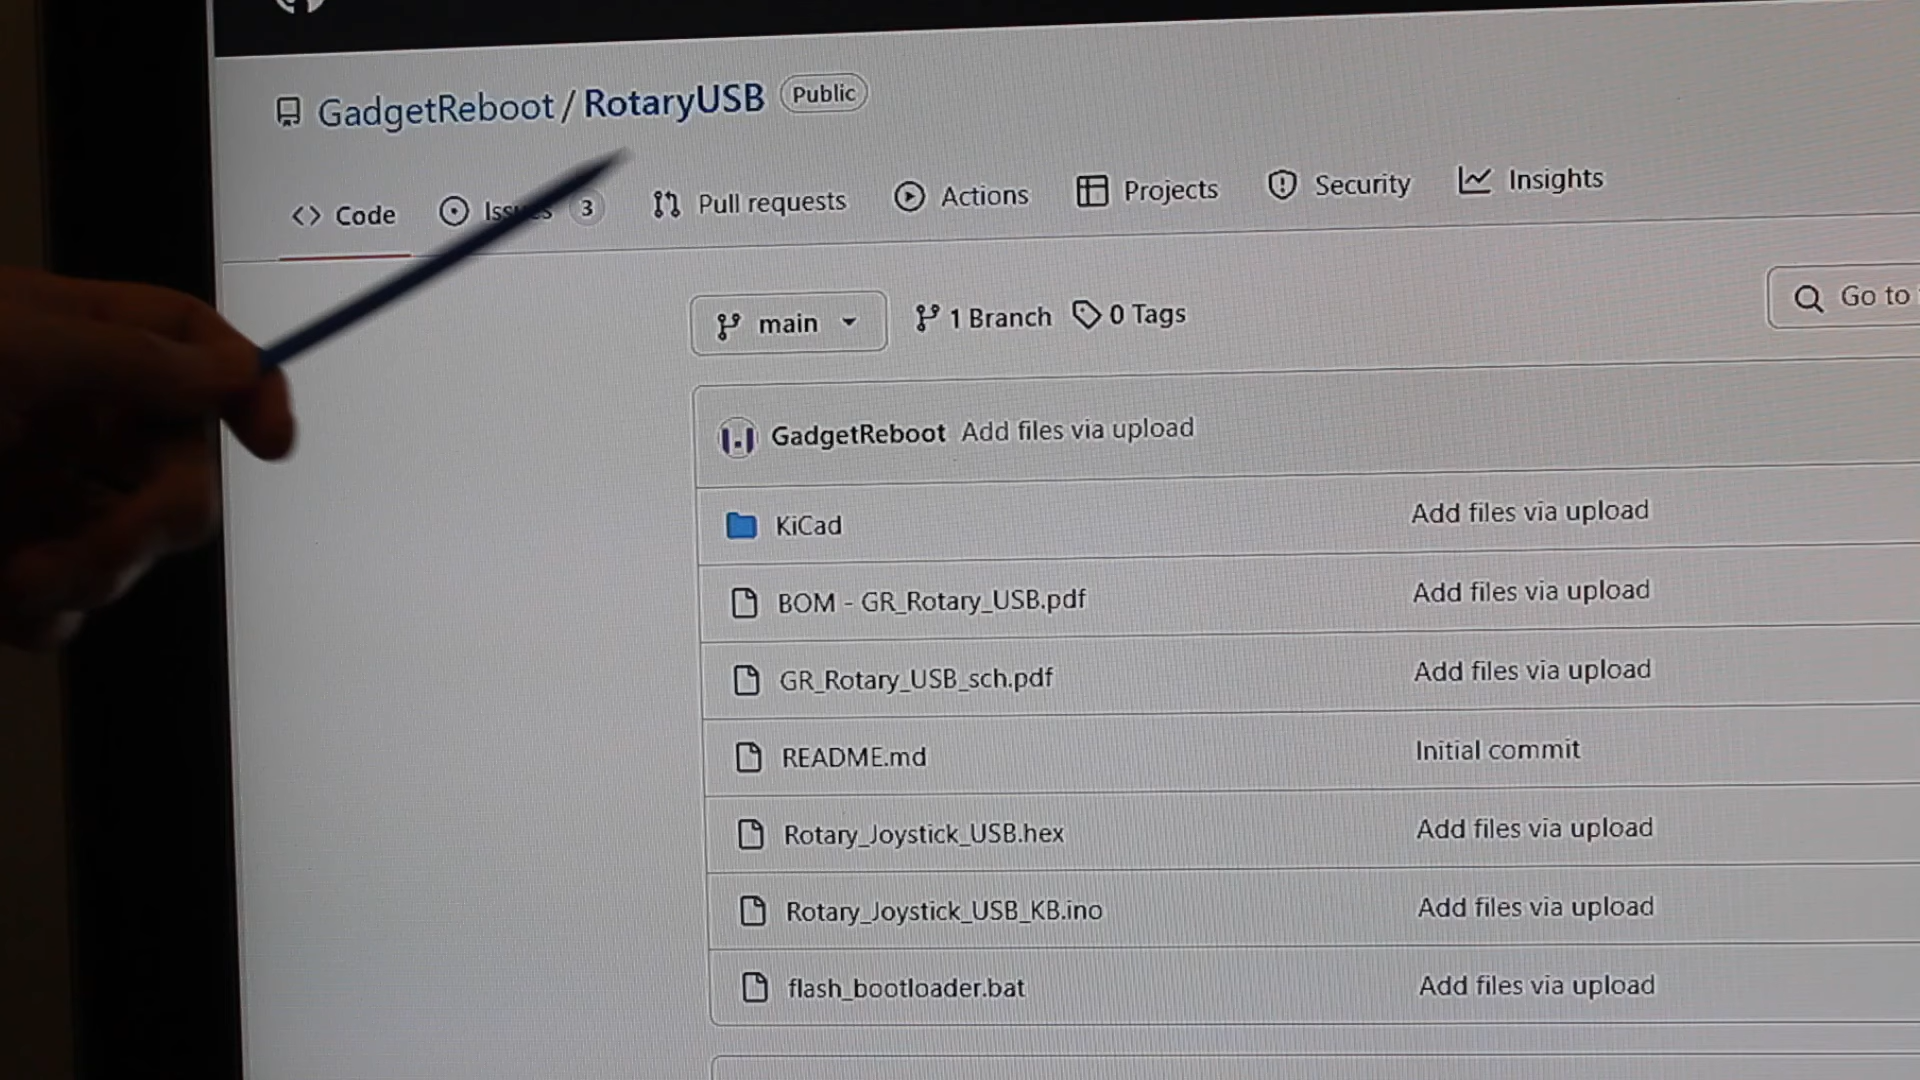 GadgetReboot / RotaryUSB Public
<> Code Issues 3 Pull requests Actions Projects Security Insights
main 1 Branch 0 Tags Go to
GadgetReboot Add files via upload
KiCad Add files via upload
BOM - GR_Rotary_USB.pdf Add files via upload
GR_Rotary_USB_sch.pdf Add files via upload
README.md Initial commit
Rotary_Joystick_USB.hex Add files via upload
Rotary_Joystick_USB_KB.ino Add files via upload
flash_bootloader.bat Add files via upload